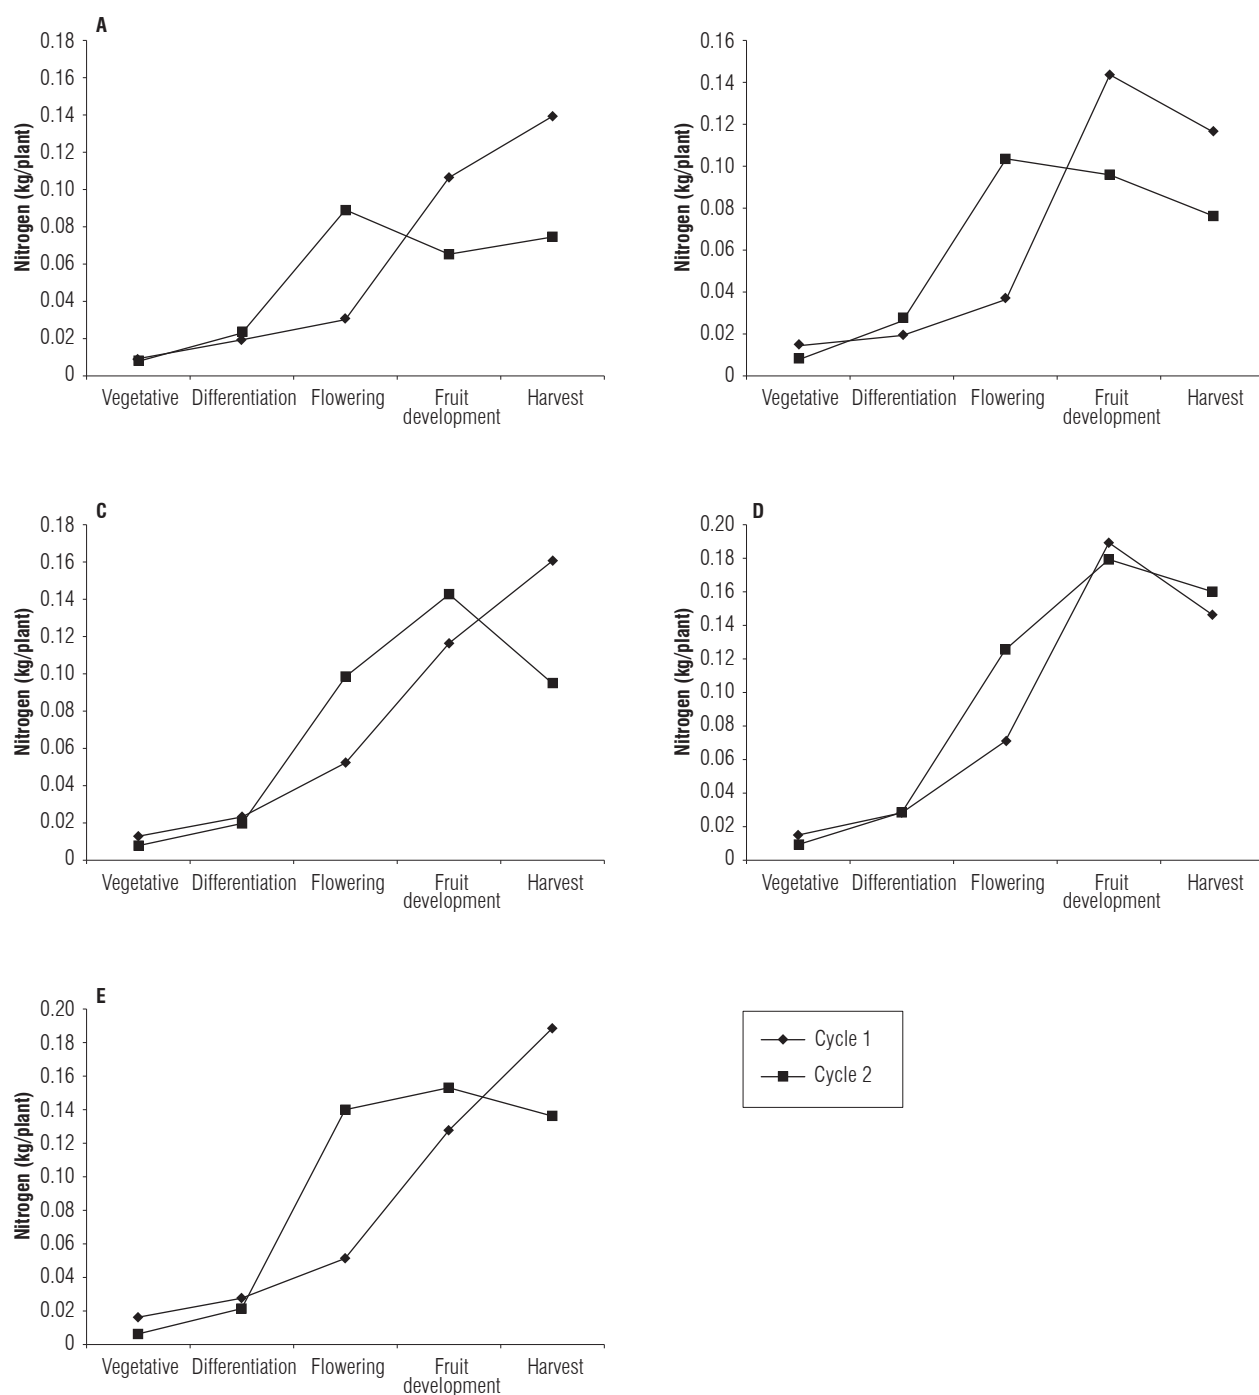 A
0.18
0.16
0.14
0.12
0.10
0.08
0.06
0.04
0.02
0
Nitrogen (kg/plant)
Vegetative Differentiation Flowering Fruit Harvest
development
0.16
0.14
0.12
0.10
0.08
0.06
0.04
0.02
0
Nitrogen (kg/plant)
Vegetative Differentiation Flowering Fruit Harvest
development
C
0.18
0.16
0.14
0.12
0.10
0.08
0.06
0.04
0.02
0
Nitrogen (kg/plant)
Vegetative Differentiation Flowering Fruit Harvest
development
D
0.20
0.18
0.16
0.14
0.12
0.10
0.08
0.06
0.04
0.02
0
Nitrogen (kg/plant)
Vegetative Differentiation Flowering Fruit Harvest
development
E
0.20
0.18
0.16
0.14
0.12
0.10
0.08
0.06
0.04
0.02
0
Nitrogen (kg/plant)
Vegetative Differentiation Flowering Fruit Harvest
development
Cycle 1
Cycle 2